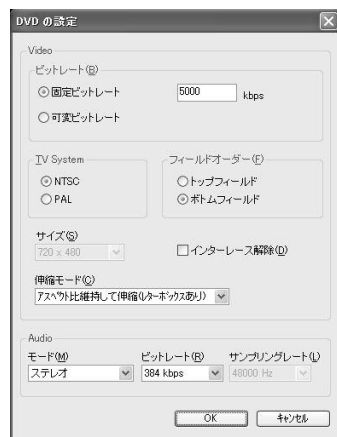 DVD の設定
Video
ビットレート(B)
固定ビットレート
5000 kbps
可変ビットレート
TV System
NTSC
PAL
フィールドオーダー(F)
トップフィールド
ボトムフィールド
サイズ(S)
720 x 480
インターレース解除(D)
伸縮モード(C)
アスペクト比維持して伸縮(レターボックスあり)
Audio
モード(M) ビットレート(R) サンプリングレート(L)
ステレオ 384 kbps 48000 Hz
OK キャンセル